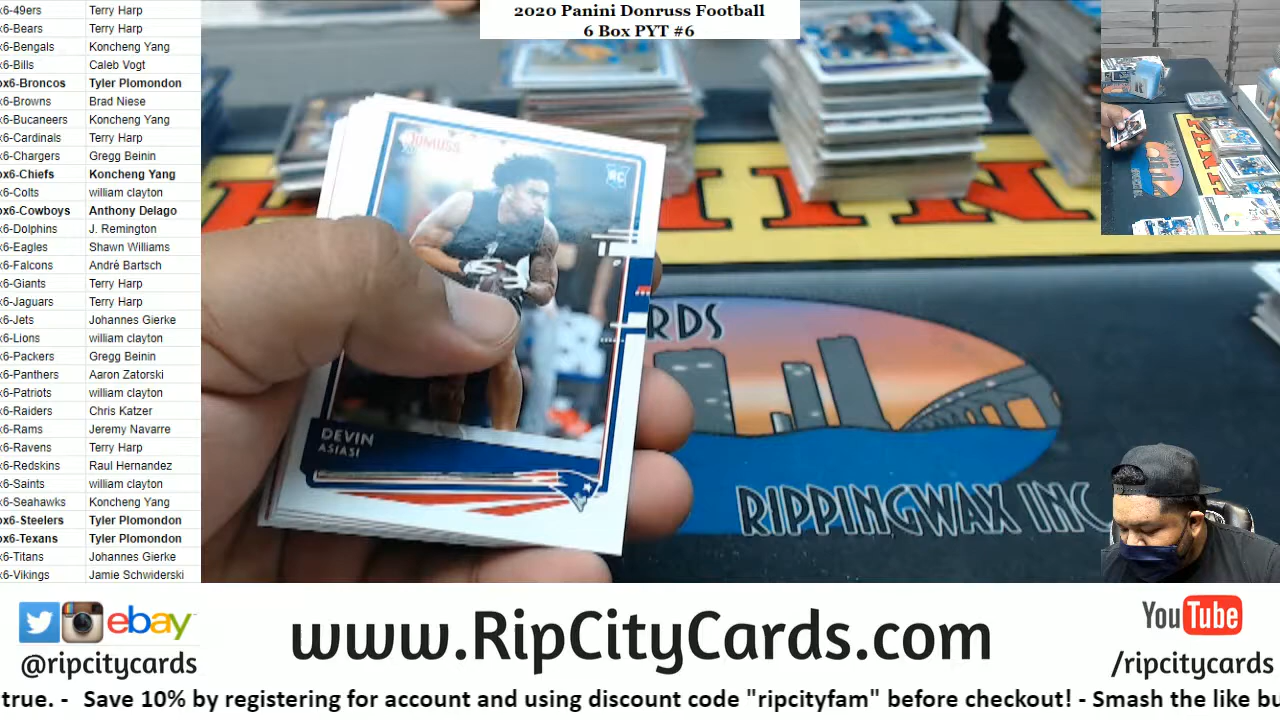 x6-49ers Terry Harp
x6-Bears Terry Harp
x6-Bengals Koncheng Yang
x6-Bills Caleb Vogt
ox6-Broncos Tyler Plomondon
ox6-Browns Brad Niese
x6-Bucaneers Koncheng Yang
x6-Cardinals Terry Harp
x6-Chargers Gregg Beinin
ox6-Chiefs Koncheng Yang
x6-Colts william clayton
ox6-Cowboys Anthony Delago
x6-Dolphins J. Remington
x6-Eagles Shawn Williams
x6-Falcons André Bartsch
x6-Giants Terry Harp
x6-Jaguars Terry Harp
x6-Jets Johannes Gierke
x6-Lions william clayton
x6-Packers Gregg Beinin
x6-Panthers Aaron Zatorski
x6-Patriots william clayton
x6-Raiders Chris Katzer
x6-Rams Jeremy Navarre
x6-Ravens Terry Harp
x6-Redskins Raul Hernandez
x6-Saints william clayton
x6-Seahawks Koncheng Yang
ox6-Steelers Tyler Plomondon
ox6-Texans Tyler Plomondon
x6-Titans Johannes Gierke
x6-Vikings Jamie Schwiderski
2020 Panini Donruss Football
6 Box PYT #6
DONRUSS
RC
DEVIN
ASIASI
RDS
RIPPINGWAX INC
ebay
@ripcitycards
www.RipCityCards.com
YouTube
/ripcitycards
true. - Save 10% by registering for account and using discount code "ripcityfam" before checkout! - Smash the like bu